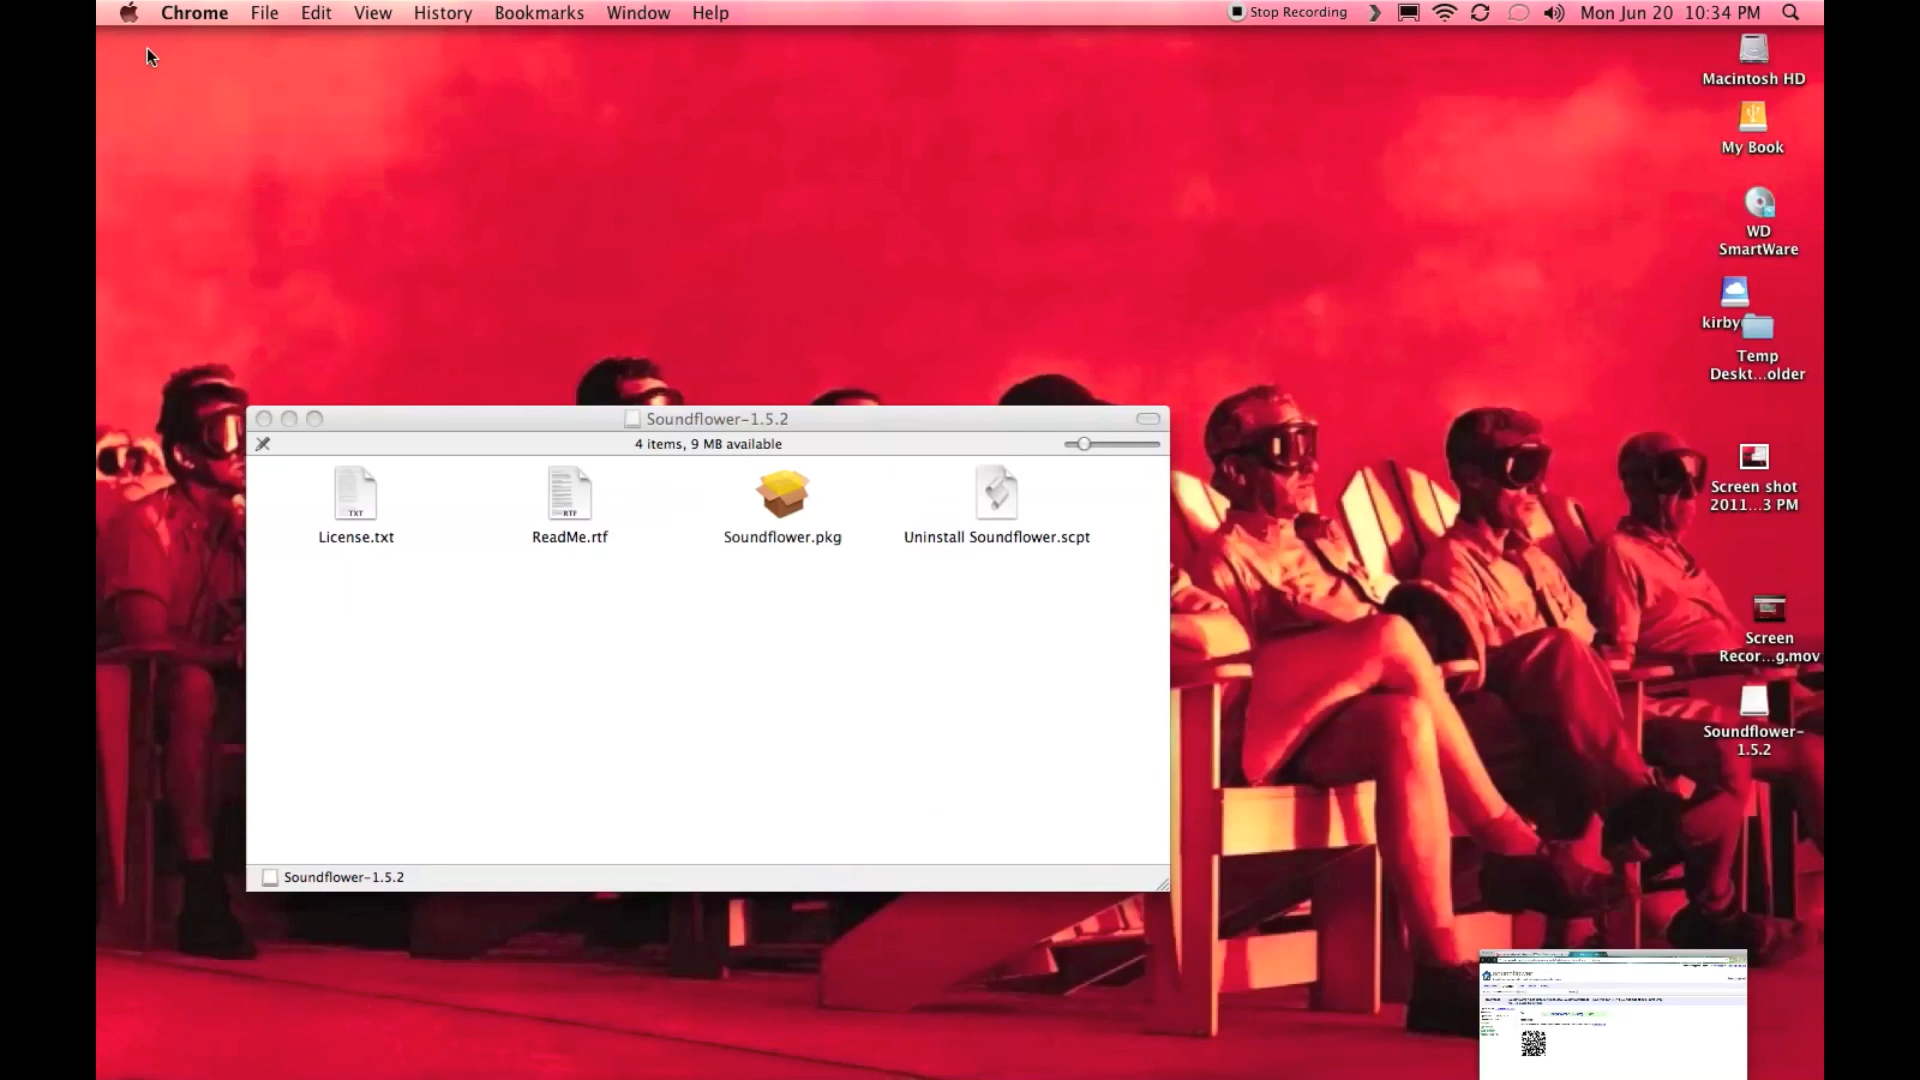 Chrome File Edit View History Bookmarks Window Help Stop Recording Mon Jun 20 10:34 PM
Macintosh HD
My Book
WD
SmartWare
kirby
Temp
Deskt...older
Soundflower-1.5.2
4 items, 9 MB available
TXT
RTF
License.txt ReadMe.rtf Soundflower.pkg Uninstall Soundflower.scpt
Screen shot
2011...3 PM
Screen
Recor...g.mov
Soundflower-
1.5.2
Soundflower-1.5.2